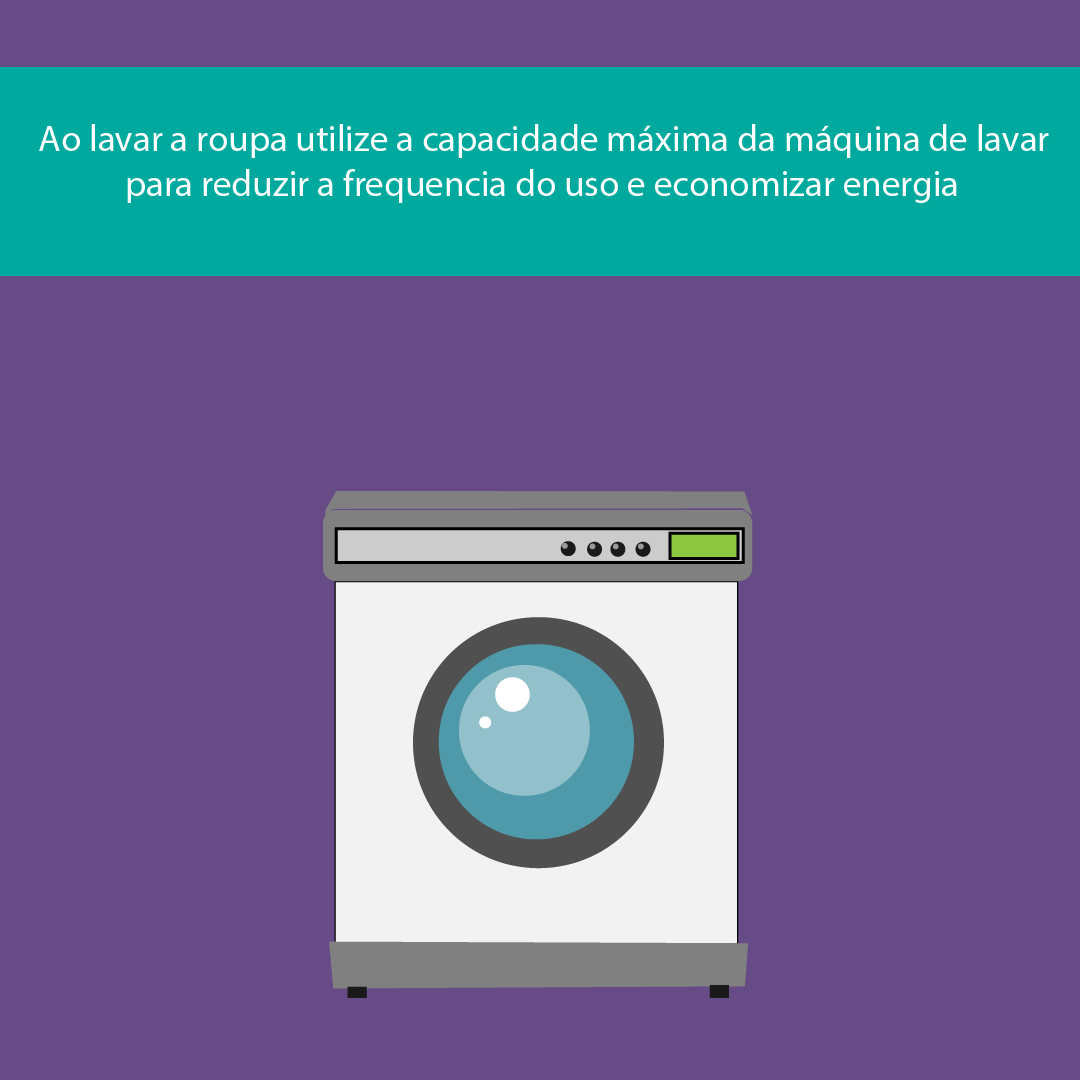 Ao lavar a roupa utilize a capacidade máxima da máquina de lavar
para reduzir a frequencia do uso e economizar energia